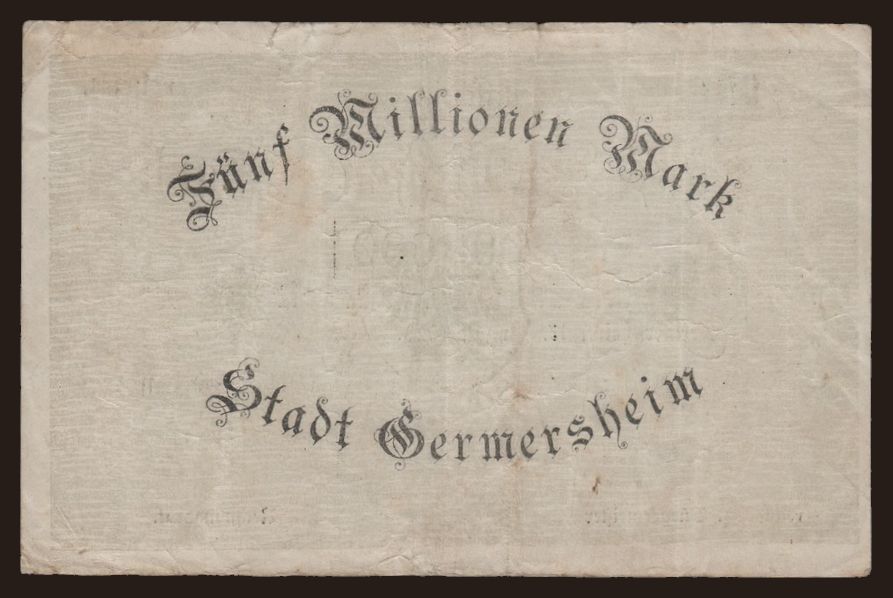 Fünf Millionen Mark
Stadt Germersheim